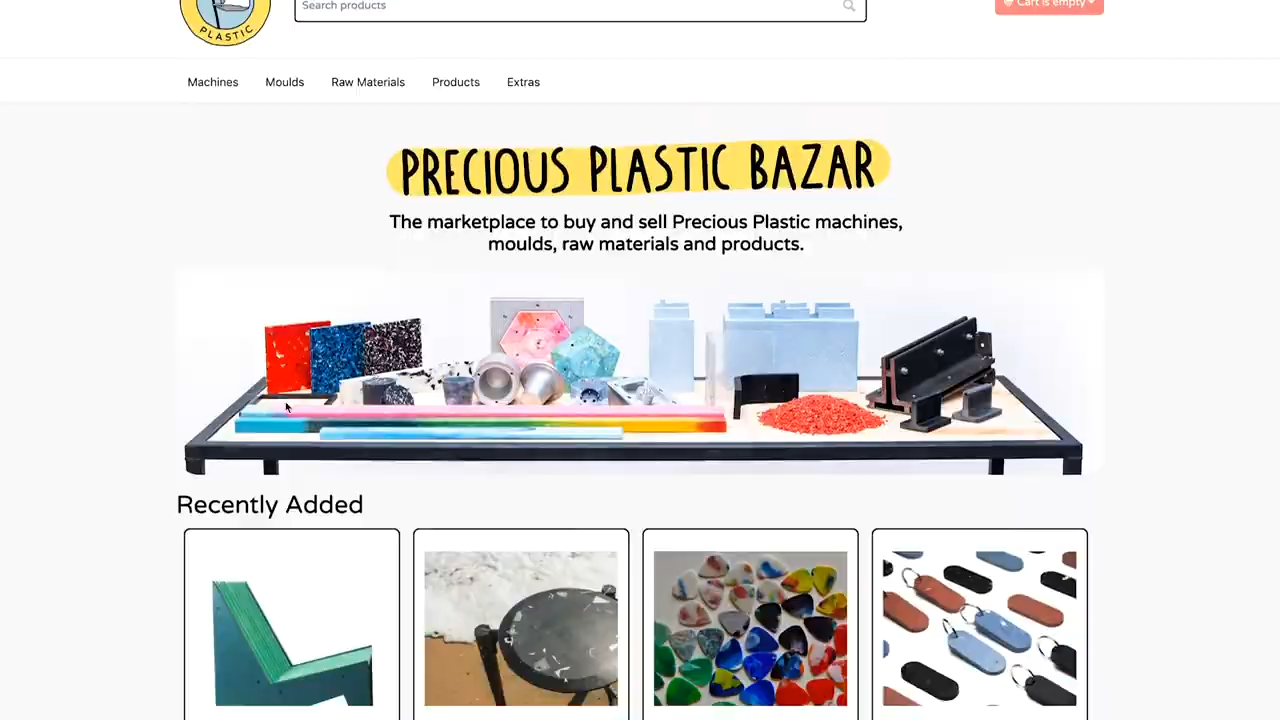 PLASTIC
Search products
Cart is empty
Machines
Moulds
Raw Materials
Products
Extras
PRECIOUS PLASTIC BAZAR
The marketplace to buy and sell Precious Plastic machines,
moulds, raw materials and products.
Recently Added